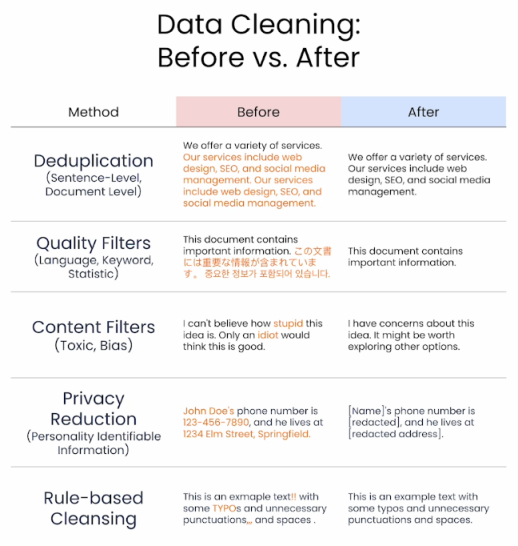 Data Cleaning:
Before vs. After
Method
Before
After
Deduplication
(Sentence-Level,
Document Level)
We offer a variety of services.
Our services include web
design, SEO, and social media
management. Our services
include web design, SEO, and
social media management.
We offer a variety of services.
Our services include web
design, SEO, and social media
management.
Quality Filters
(Language, Keyword,
Statistic)
This document contains
important information. この文書
には重要な情報が含まれていま
す。 중요한 정보가 포함되어 있습니다.
This document contains
important information.
Content Filters
(Toxic, Bias)
I can't believe how stupid this
idea is. Only an idiot would
think this is good.
I have concerns about this
idea. It might be worth
exploring other options.
Privacy
Reduction
(Personality Identifiable
Information)
John Doe's phone number is
123-456-7890, and he lives at
1234 Elm Street, Springfield.
[Name]'s phone number is
[redacted], and he lives at
[redacted address].
Rule-based
Cleansing
This is an exmaple text!! with
some TYPOs and unnecessary
punctuations,,, and spaces .
This is an example text with
some typos and unnecessary
punctuations and spaces.